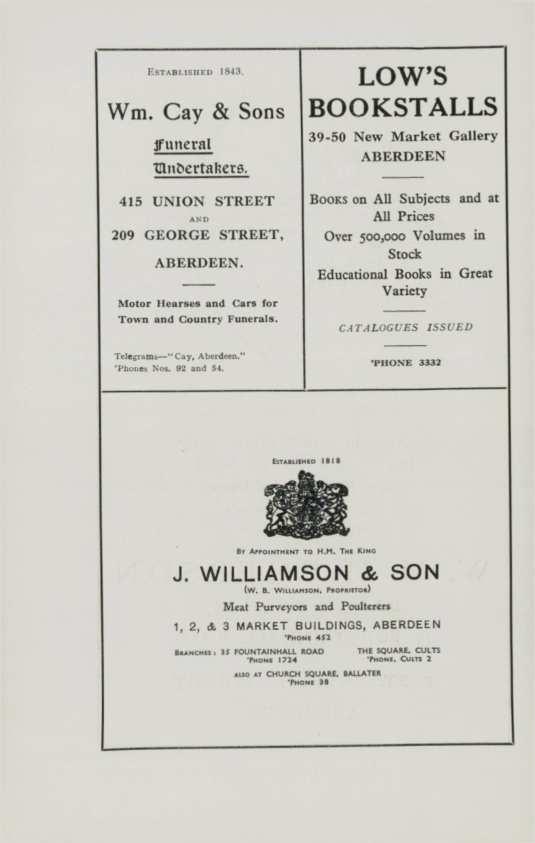 ESTABLISHED 1843.
Wm. Cay & Sons
Funeral
Undertakers.
415 UNION STREET
AND
209 GEORGE STREET,
ABERDEEN.
Motor Hearses and Cars for
Town and Country Funerals.
Telegrams—"Cay, Aberdeen."
'Phones Nos. 92 and 54.
LOW'S
BOOKSTALLS
39-50 New Market Gallery
ABERDEEN
BOOKS on All Subjects and at
All Prices
Over 500,000 Volumes in
Stock
Educational Books in Great
Variety
CATALOGUES ISSUED
'PHONE 3332
ESTABLISHED 1818
BY APPOINTMENT TO H.M. THE KING
J. WILLIAMSON & SON
(W. B. WILLIAMSON, PROPRIETOR)
Meat Purveyors and Poulterers
1, 2, & 3 MARKET BUILDINGS, ABERDEEN
'PHONE 452
BRANCHES: 35 FOUNTAINHALL ROAD THE SQUARE, CULTS
'PHONE 1724 'PHONE, CULTS 2
ALSO AT CHURCH SQUARE, BALLATER
'PHONE 38